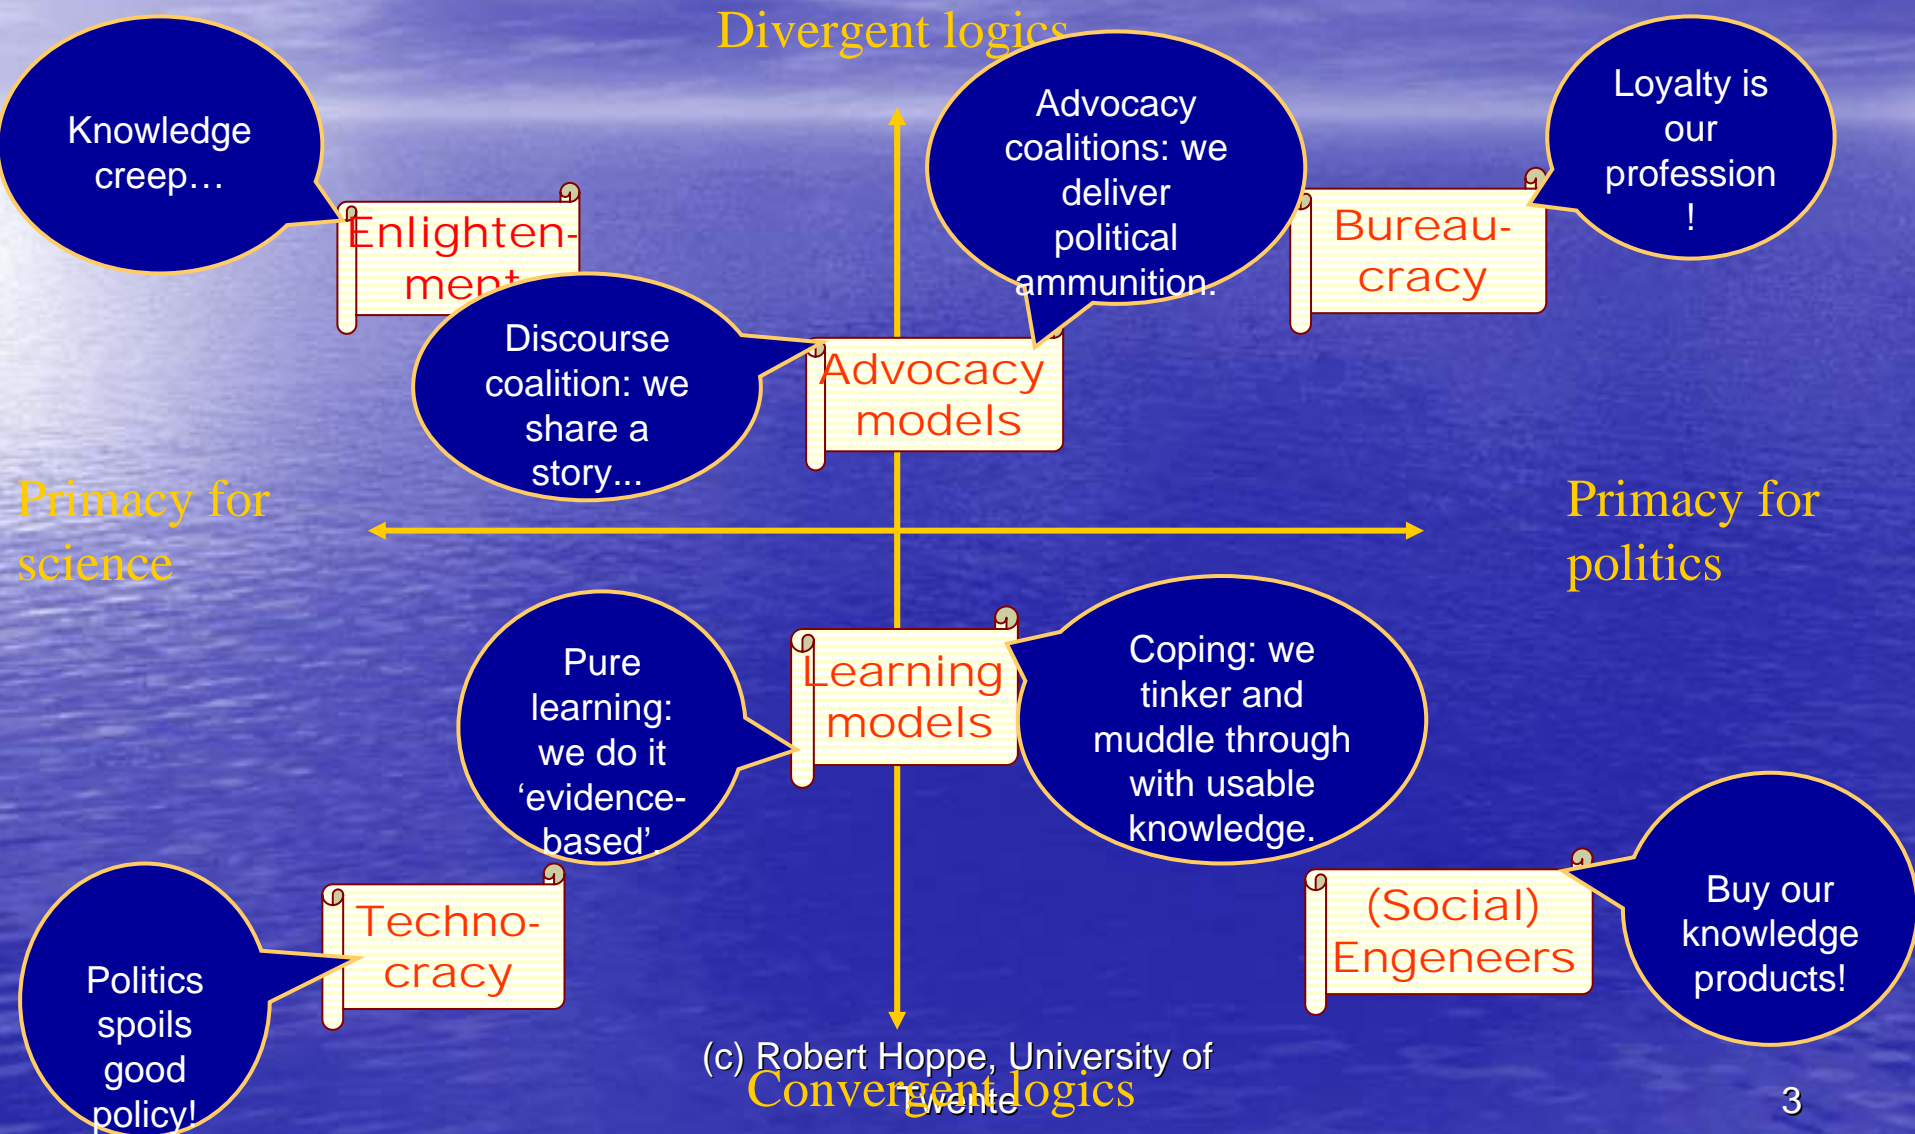 Divergent logics
Knowledge
creep…
Enlighten-
ment
Discourse
coalition: we
share a
story...
Advocacy
coalitions: we
deliver
political
ammunition.
Advocacy
models
Loyalty is
our
profession
!
Bureau-
cracy
Primacy for
science
Primacy for
politics
Pure
learning:
we do it
‘evidence-
based’.
Learning
models
Coping: we
tinker and
muddle through
with usable
knowledge.
Politics
spoils
good
policy!
Techno-
cracy
(Social)
Engeneers
Buy our
knowledge
products!
(c) Robert Hoppe, University of
Twente
Convergent logics
3